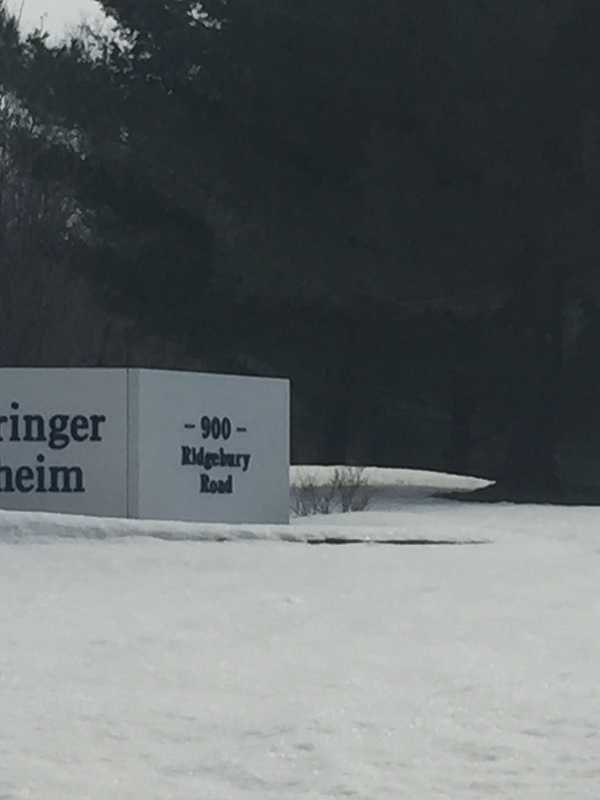 ringer
heim
- 900 -
Ridgebury
Road